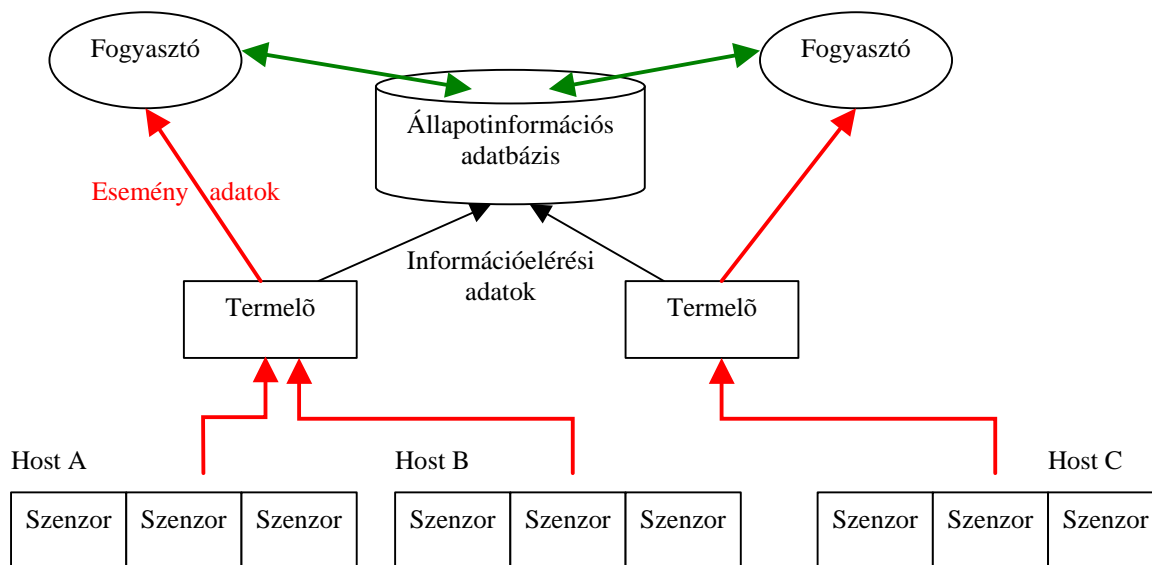 Fogyasztó
Fogyasztó
Állapotinformációs
adatbázis
Esemény adatok
Információelérési
adatok
Termelõ
Termelõ
Host A
Host B
Host C
Szenzor Szenzor Szenzor
Szenzor Szenzor Szenzor
Szenzor Szenzor Szenzor